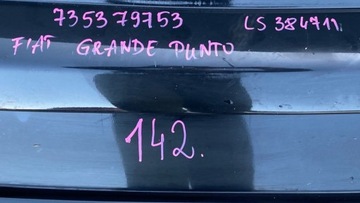 735379753 LS 384711
FIAT GRANDE PUNTO
142.